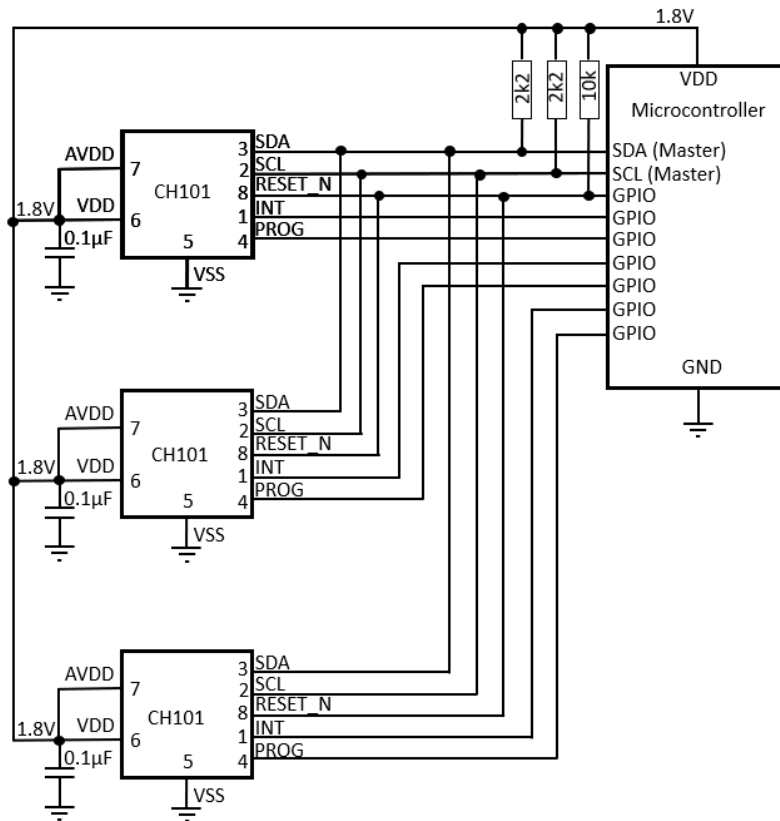 1.8V
2k2
2k2
10k
VDD
Microcontroller
SDA (Master)
SCL (Master)
GPIO
GPIO
GPIO
GPIO
GPIO
GPIO
GPIO
GND
AVDD
7
1.8V
VDD
6
0.1µF
CH101
5
VSS
3
SDA
2
SCL
8
RESET_N
1
INT
4
PROG
AVDD
7
1.8V
VDD
6
0.1µF
CH101
5
VSS
3
SDA
2
SCL
8
RESET_N
1
INT
4
PROG
AVDD
7
1.8V
VDD
6
0.1µF
CH101
5
VSS
3
SDA
2
SCL
8
RESET_N
1
INT
4
PROG